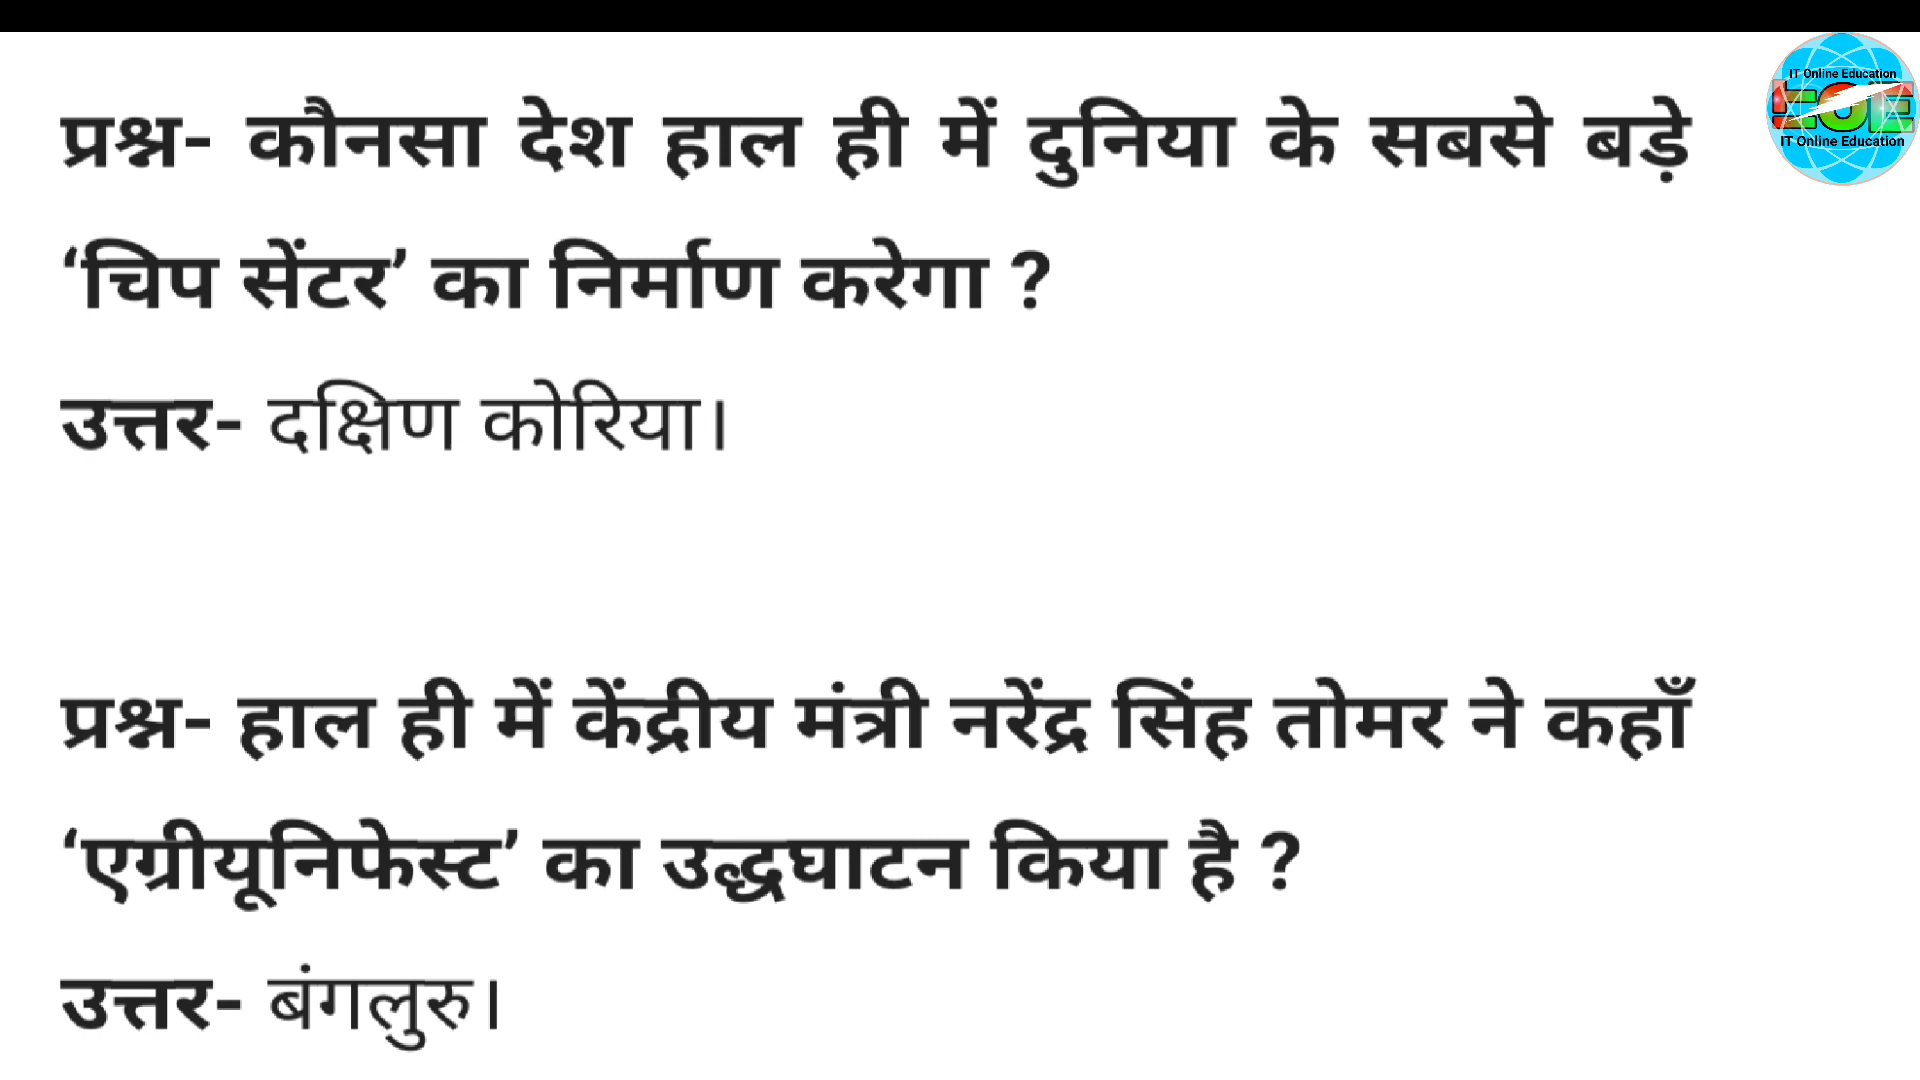 IT Online Education
EOE
IT Online Education
प्रश्न- कौनसा देश हाल ही में दुनिया के सबसे बड़े
‘चिप सेंटर’ का निर्माण करेगा ?
उत्तर- दक्षिण कोरिया।
प्रश्न- हाल ही में केंद्रीय मंत्री नरेंद्र सिंह तोमर ने कहाँ
‘एग्रीयूनिफेस्ट’ का उद्धघाटन किया है ?
उत्तर- बंगलुरु।